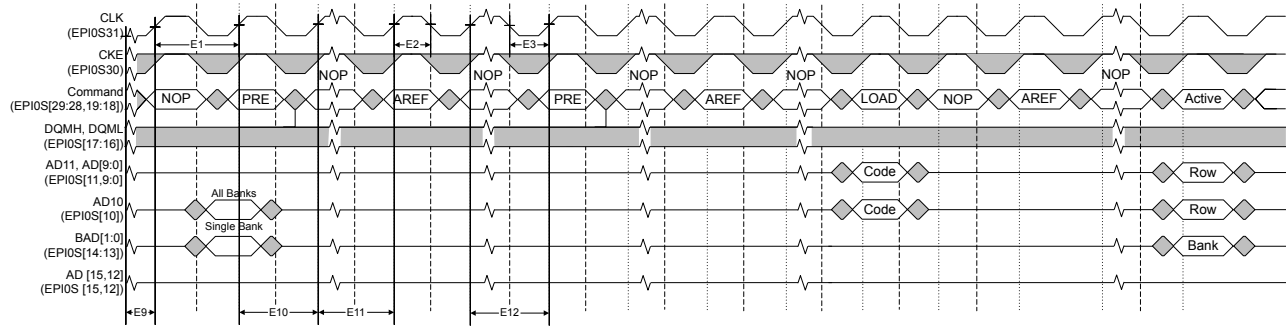 CLK
(EPI0S31)
E1
E2
E3
CKE
(EPI0S30)
NOP
NOP
NOP
NOP
NOP
Command
(EPI0S[29:28,19:18])
NOP
PRE
AREF
PRE
AREF
LOAD
NOP
AREF
Active
DQMH, DQML
(EPI0S[17:16])
AD11, AD[9:0]
(EPI0S[11,9:0])
Code
Row
All Banks
AD10
(EPI0S[10])
Code
Row
Single Bank
BAD[1:0]
(EPI0S[14:13])
Bank
AD [15,12]
(EPI0S [15,12])
E9
E10
E11
E12